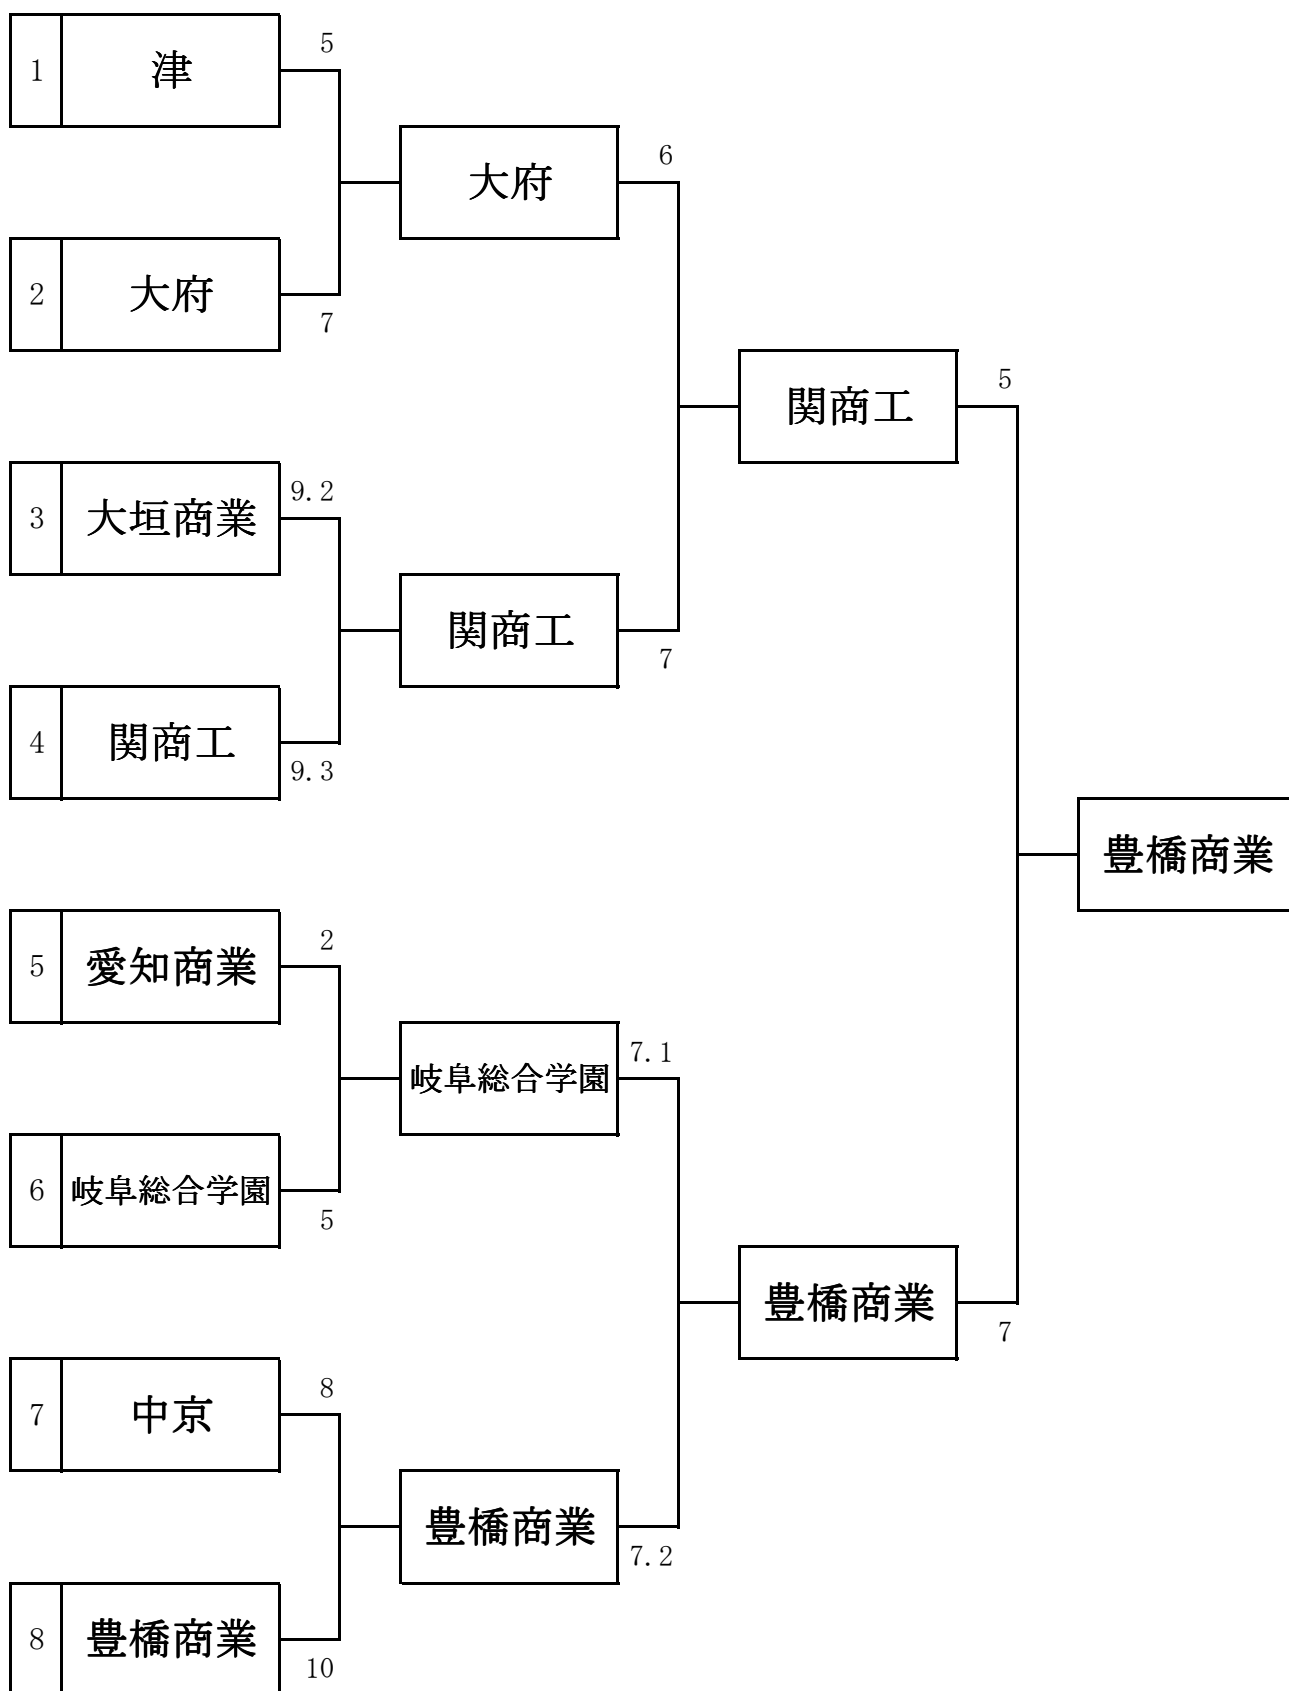 1 津 5
大府 6
2 大府 7
関商工 5
3 大垣商業 9.2
関商工 7
4 関商工 9.3
豊橋商業
5 愛知商業 2
岐阜総合学園 7.1
6 岐阜総合学園 5
豊橋商業 7
7 中京 8
豊橋商業 7.2
8 豊橋商業 10